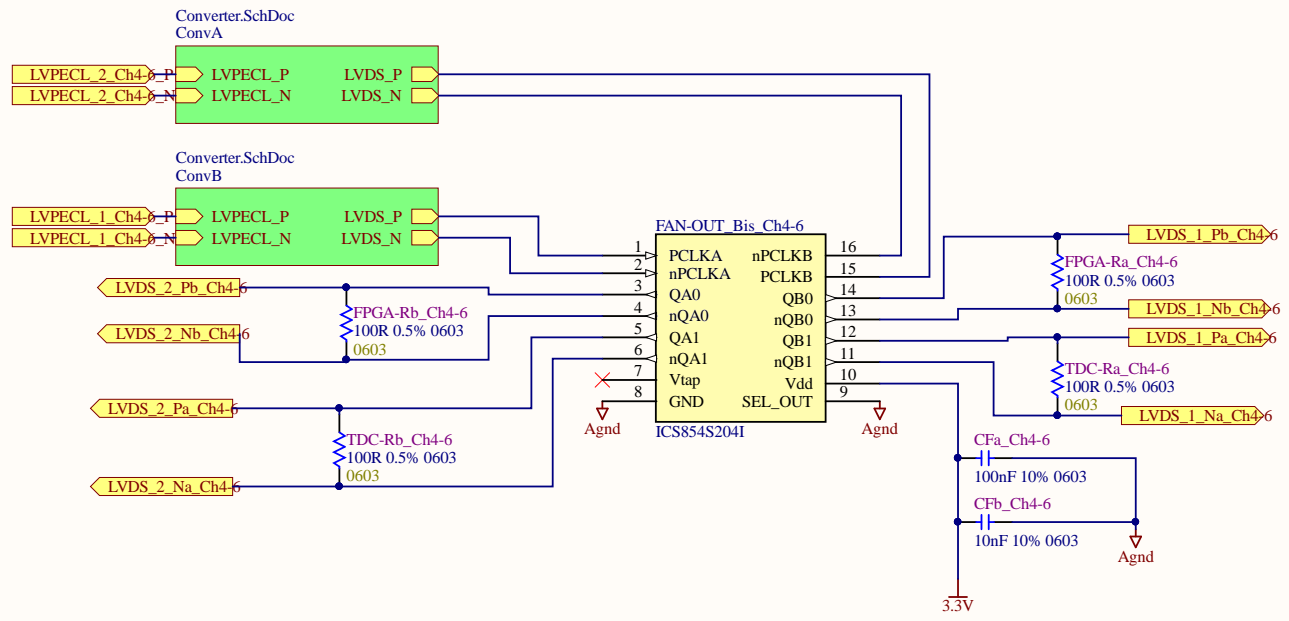 Converter.SchDoc
ConvA
LVPECL_2_Ch4-6_P
LVPECL_2_Ch4-6_N
LVPECL_P
LVPECL_N
LVDS_P
LVDS_N
Converter.SchDoc
ConvB
LVPECL_1_Ch4-6_P
LVPECL_1_Ch4-6_N
LVPECL_P
LVPECL_N
LVDS_P
LVDS_N
LVDS_2_Pb_Ch4-6
LVDS_2_Nb_Ch4-6
FPGA-Rb_Ch4-6
100R 0.5% 0603
0603
LVDS_2_Pa_Ch4-6
LVDS_2_Na_Ch4-6
TDC-Rb_Ch4-6
100R 0.5% 0603
0603
FAN-OUT_Bis_Ch4-6
1 PCLKA
2 nPCLKA
3 QA0
4 nQA0
5 QA1
6 nQA1
7 Vtap
8 GND
nPCLKB 16
PCLKB 15
QB0 14
nQB0 13
QB1 12
nQB1 11
Vdd 10
SEL_OUT 9
ICS854S204I
Agnd
Agnd
LVDS_1_Pb_Ch4-6
FPGA-Ra_Ch4-6
100R 0.5% 0603
0603
LVDS_1_Nb_Ch4-6
LVDS_1_Pa_Ch4-6
TDC-Ra_Ch4-6
100R 0.5% 0603
0603
LVDS_1_Na_Ch4-6
CFa_Ch4-6
100nF 10% 0603
CFb_Ch4-6
10nF 10% 0603
Agnd
3.3V